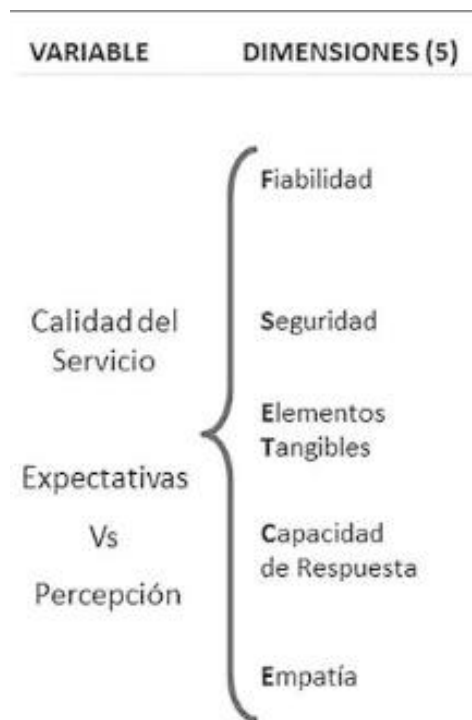 VARIABLE DIMENSIONES (5)
Fiabilidad
Calidad del
Servicio
Expectativas
Vs
Percepción
Seguridad
Elementos
Tangibles
Capacidad
de Respuesta
Empatía